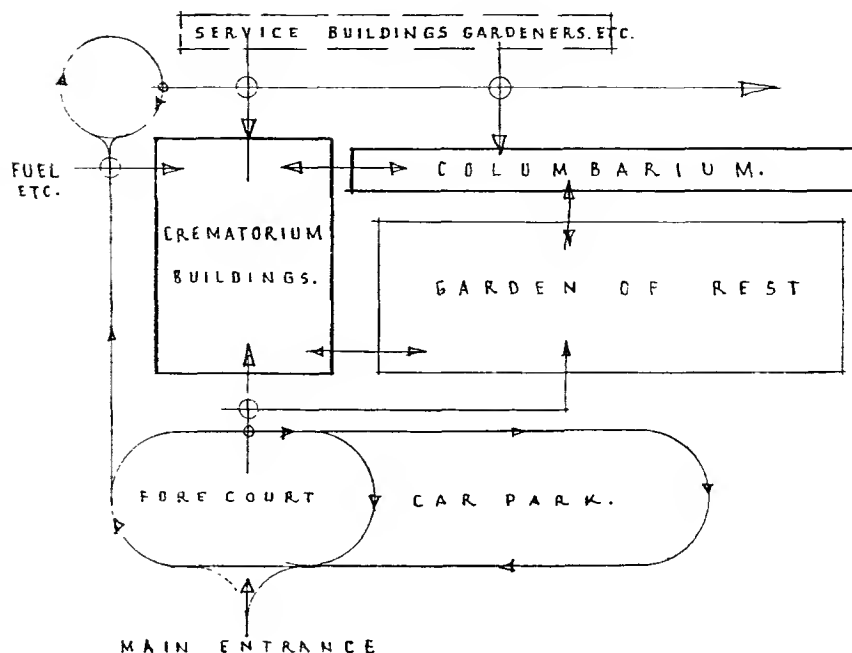 SERVICE BUILDINGS GARDENERS. ETC.
FUEL
ETC.
COLUMBARIUM.
CREMATORIUM
BUILDINGS.
GARDEN OF REST
FORE COURT
CAR PARK.
MAIN ENTRANCE